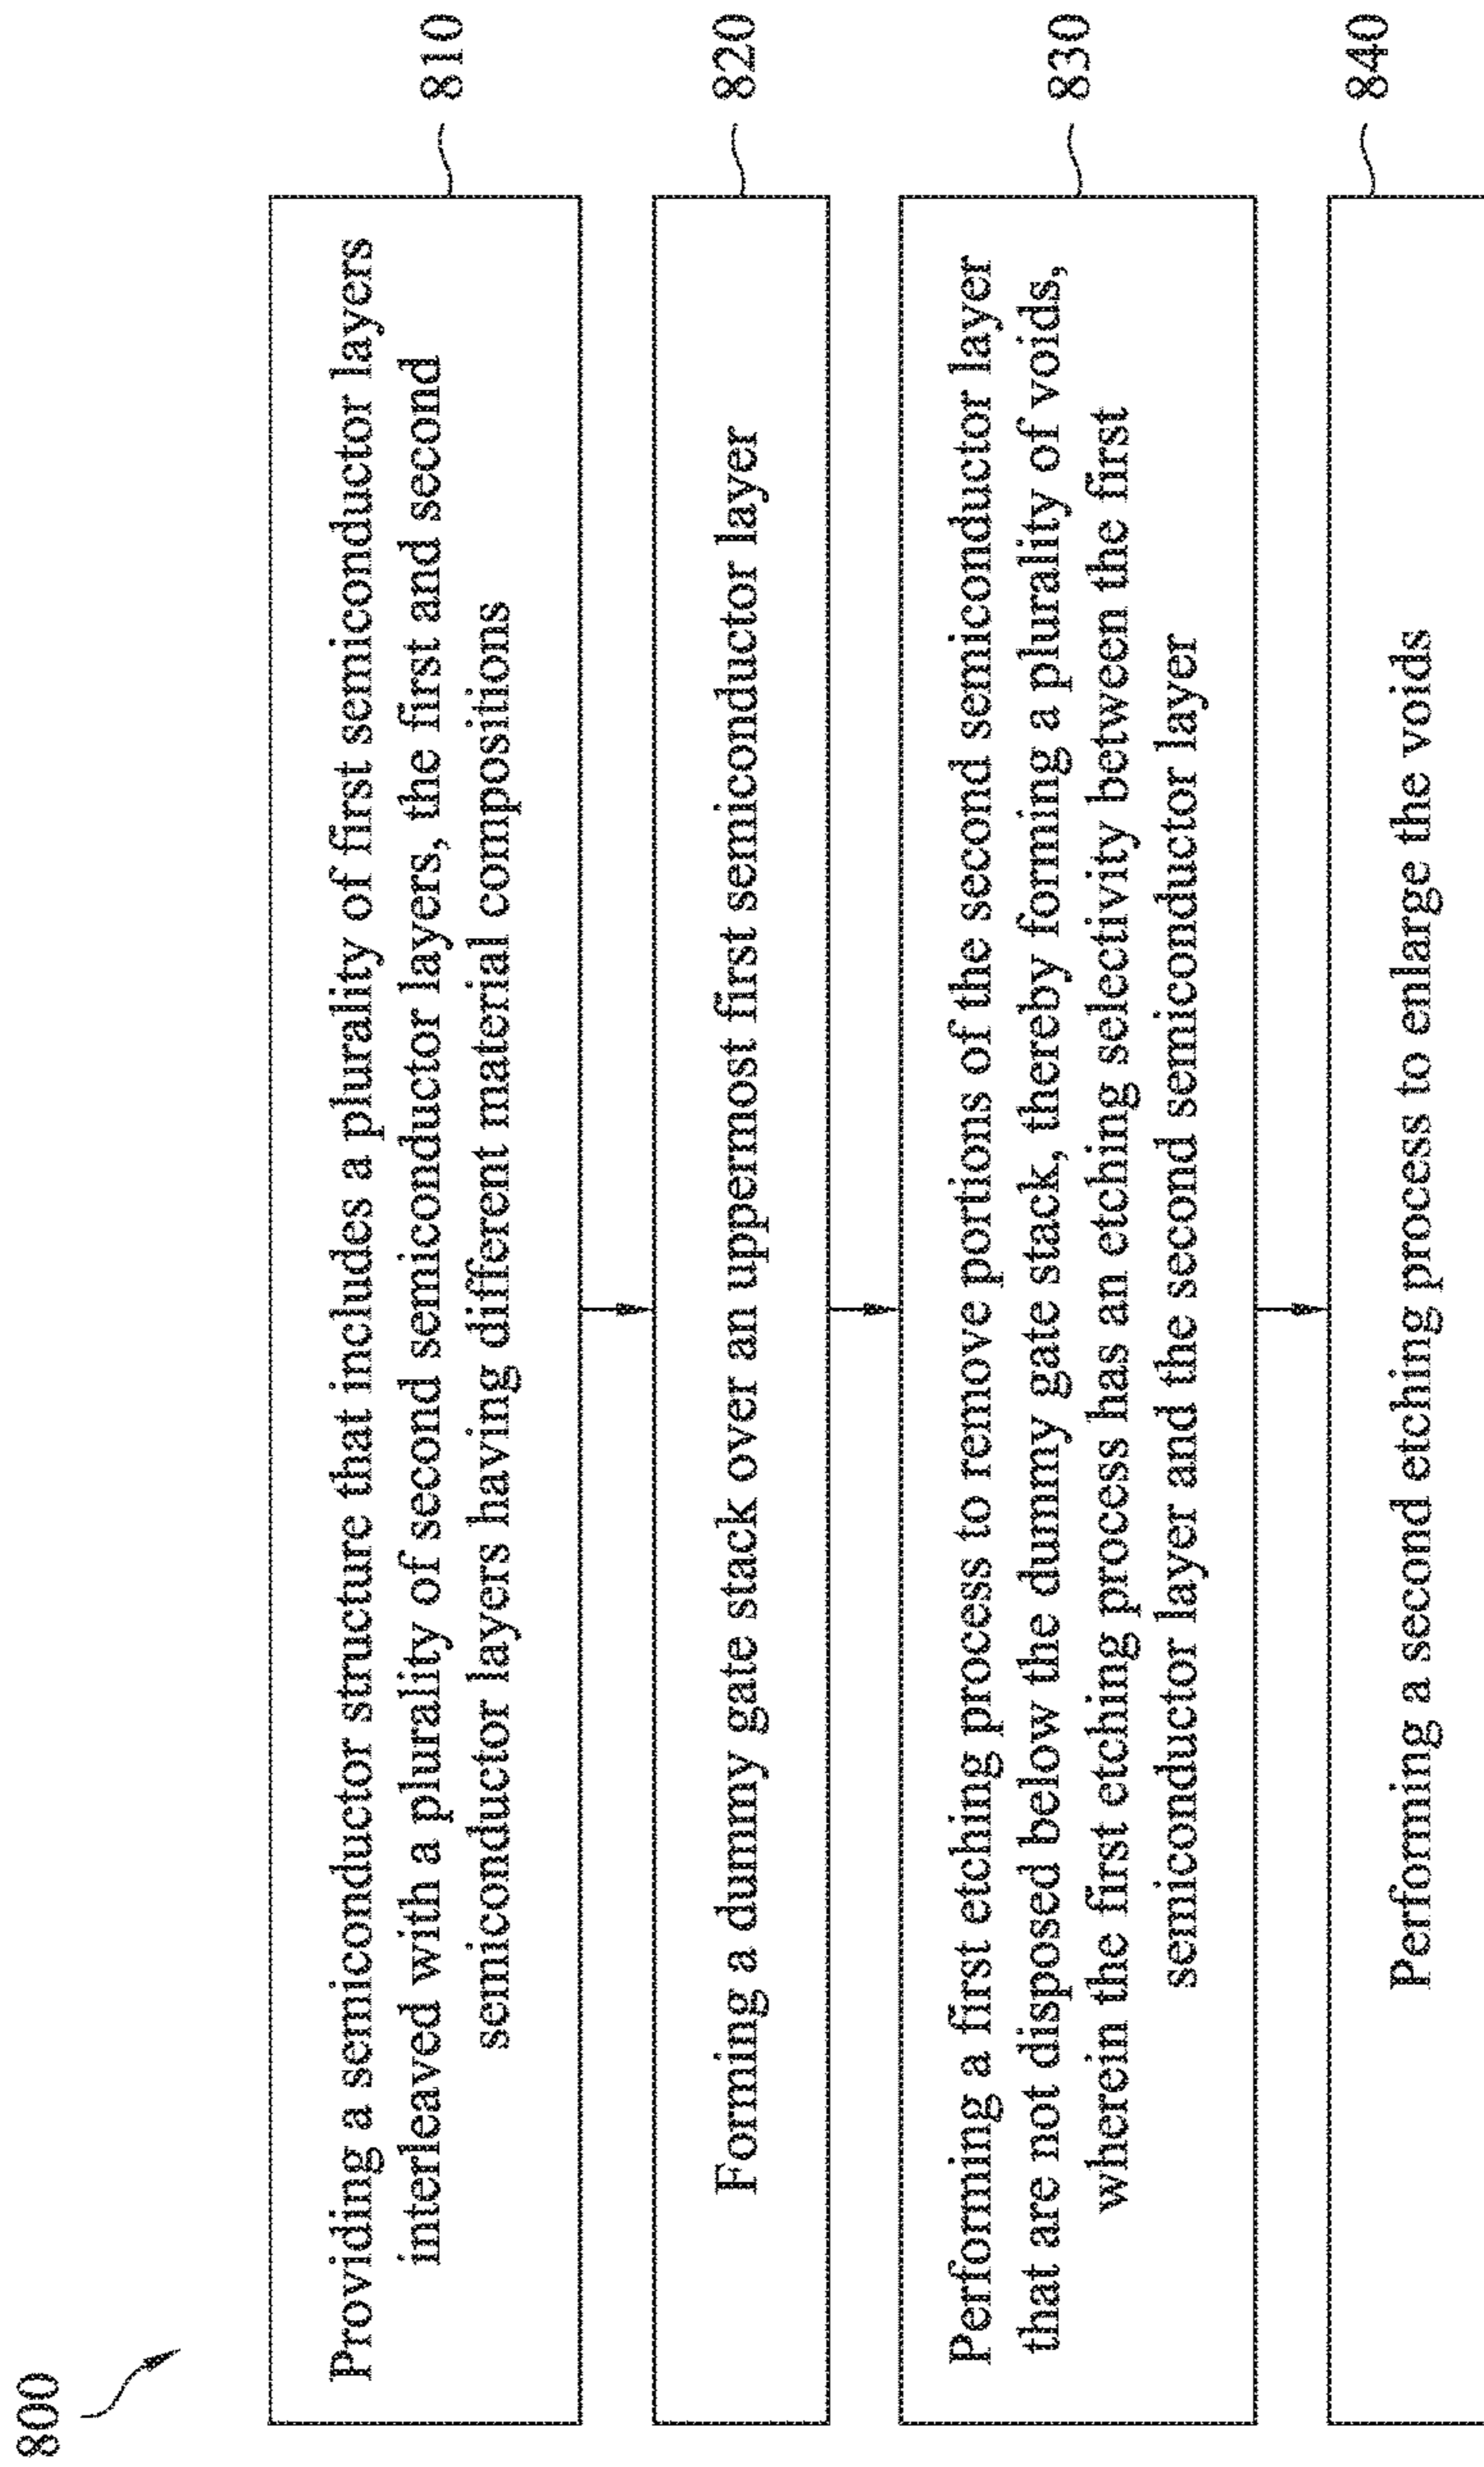 800
Providing a semiconductor structure that includes a plurality of first semiconductor layers
interleaved with a plurality of second semiconductor layers, the first and second
semiconductor layers having different material compositions
810
Forming a dummy gate stack over an uppermost first semiconductor layer
820
Performing a first etching process to remove portions of the second semiconductor layer
that are not disposed below the dummy gate stack, thereby forming a plurality of voids,
wherein the first etching process has an etching selectivity between the first
semiconductor layer and the second semiconductor layer
830
Performing a second etching process to enlarge the voids
840